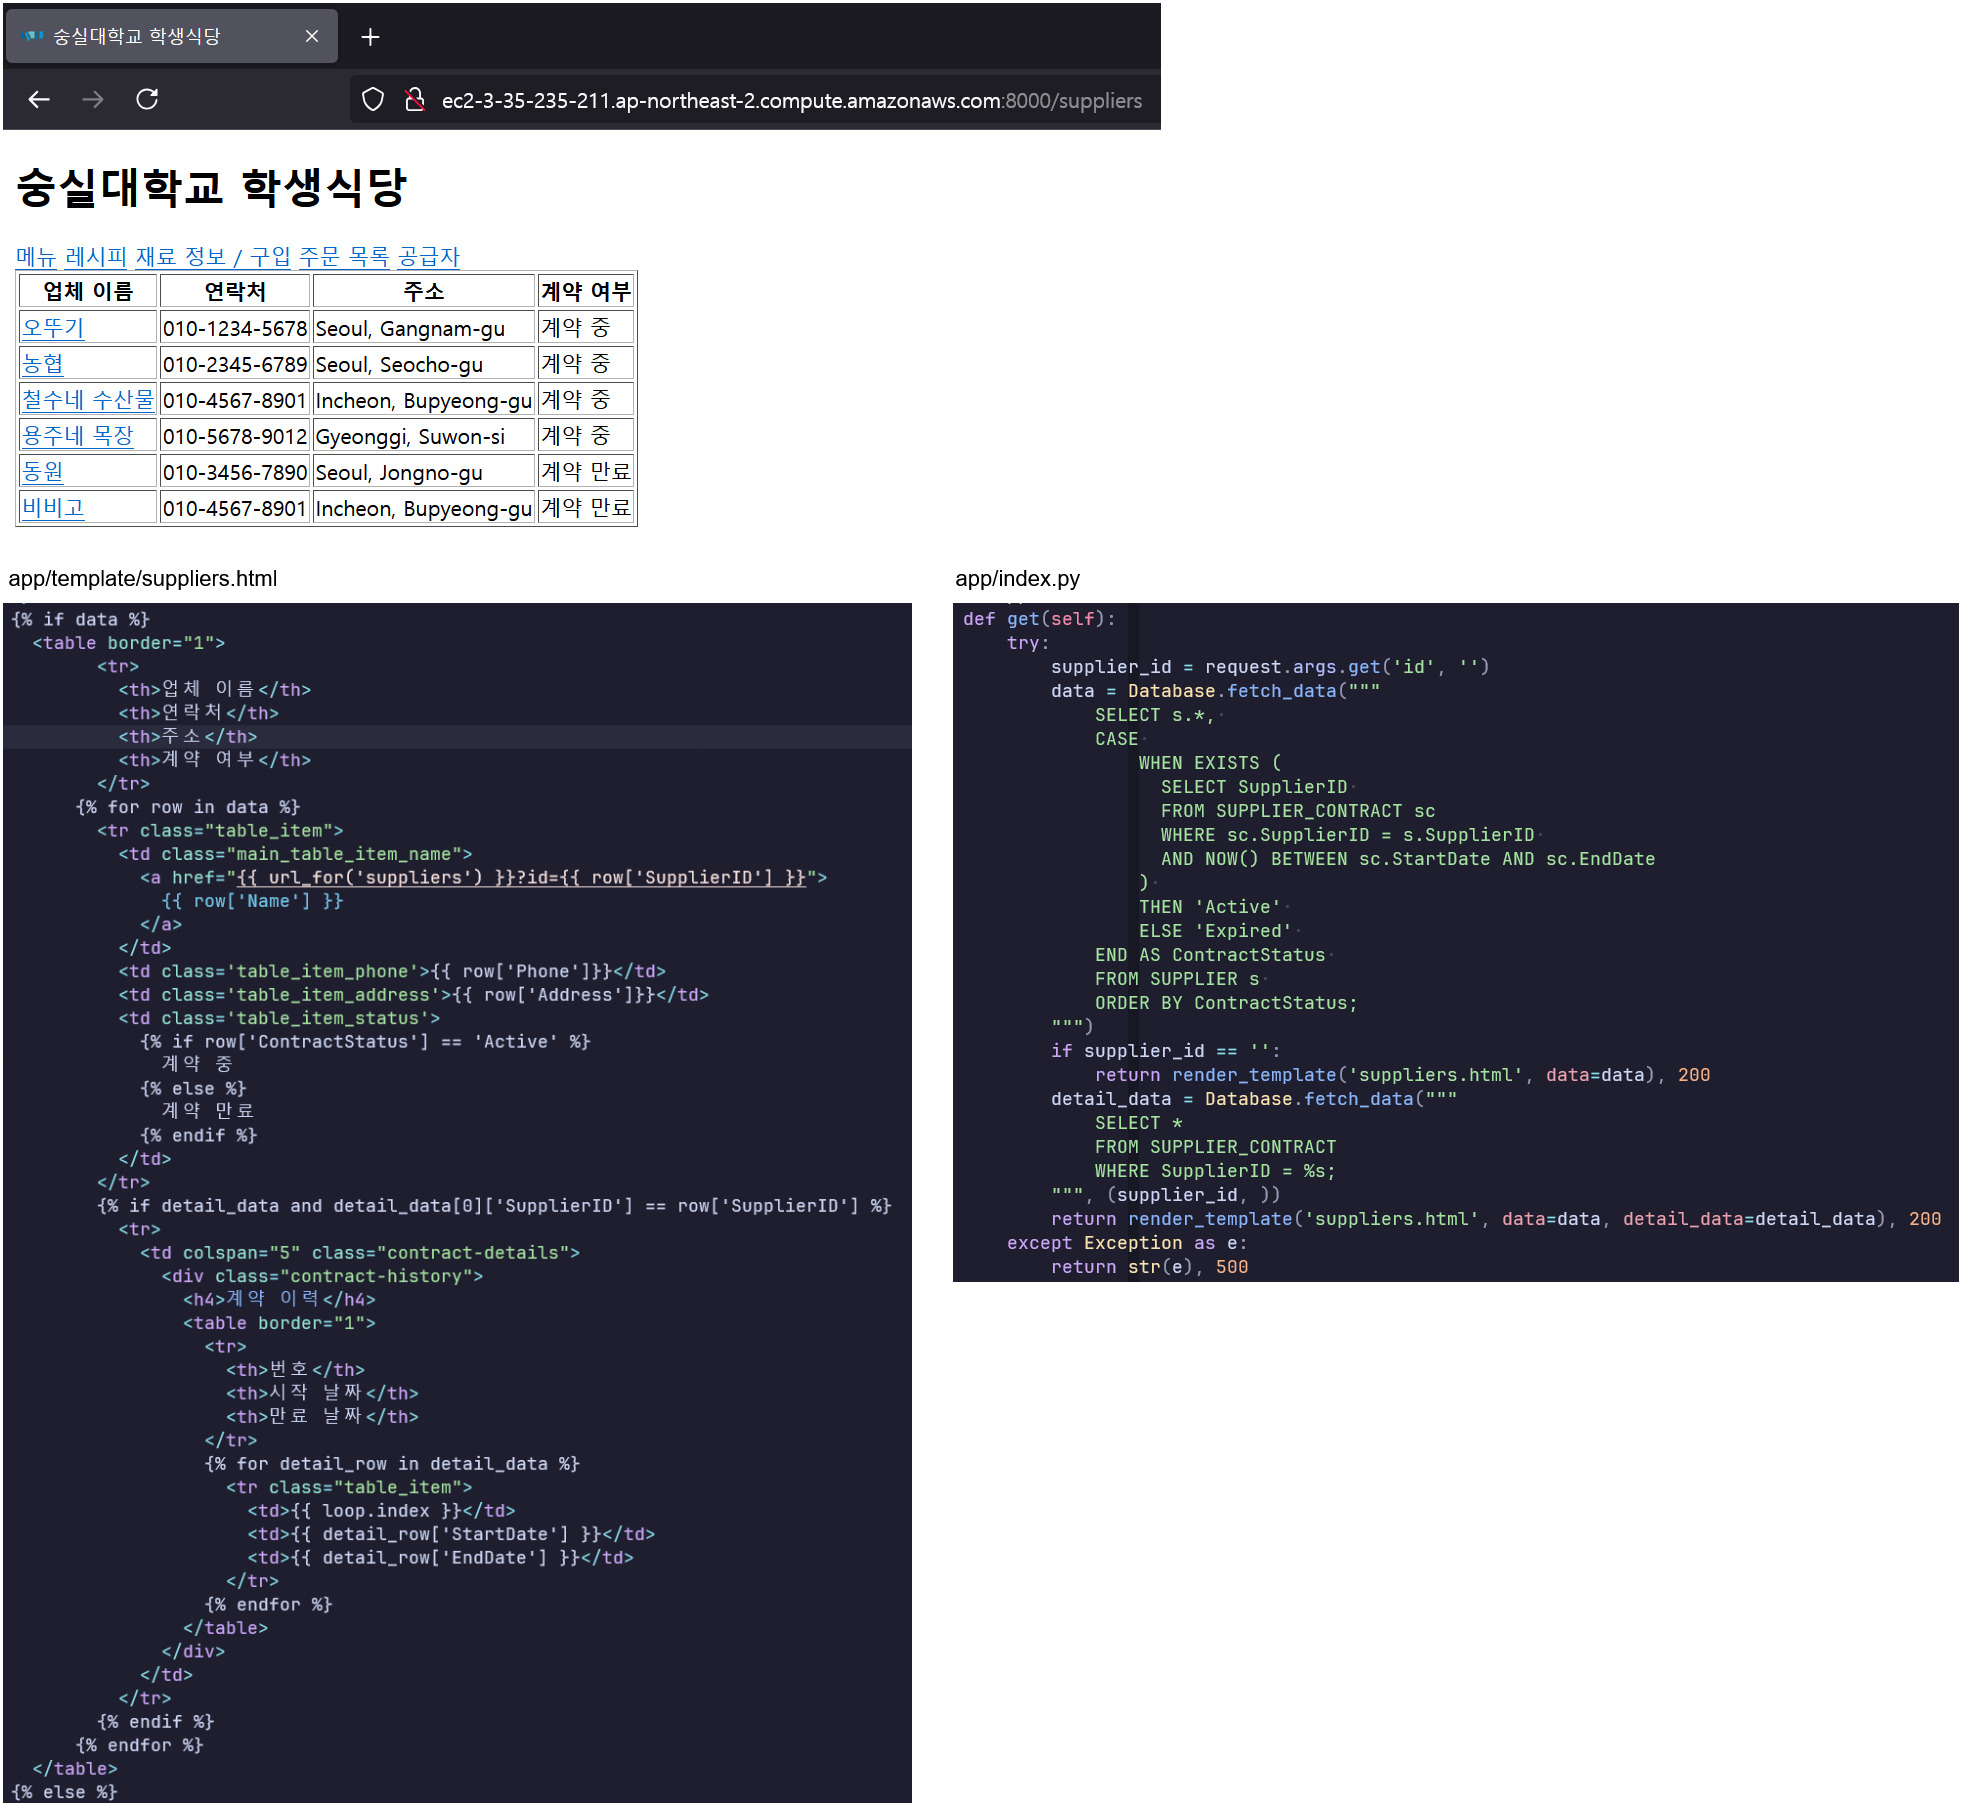 숭실대학교 학생식당
ec2-3-35-235-211.ap-northeast-2.compute.amazonaws.com:8000/suppliers
숭실대학교 학생식당
메뉴 레시피 재료 정보 / 구입 주문 목록 공급자
업체 이름 연락처 주소 계약 여부
오뚜기 010-1234-5678 Seoul, Gangnam-gu 계약 중
농협 010-2345-6789 Seoul, Seocho-gu 계약 중
철수네 수산물 010-4567-8901 Incheon, Bupyeong-gu 계약 중
용주네 목장 010-5678-9012 Gyeonggi, Suwon-si 계약 중
동원 010-3456-7890 Seoul, Jongno-gu 계약 만료
비비고 010-4567-8901 Incheon, Bupyeong-gu 계약 만료
app/template/suppliers.html
{% if data %}
<table border="1">
<tr>
<th>업체 이름</th>
<th>연락처</th>
<th>주소</th>
<th>계약 여부</th>
</tr>
{% for row in data %}
<tr class="table_item">
<td class="main_table_item_name">
<a href="{{ url_for('suppliers') }}?id={{ row['SupplierID'] }}">
{{ row['Name'] }}
</a>
</td>
<td class='table_item_phone'>{{ row['Phone']}}</td>
<td class='table_item_address'>{{ row['Address']}}</td>
<td class='table_item_status'>
{% if row['ContractStatus'] == 'Active' %}
계약 중
{% else %}
계약 만료
{% endif %}
</td>
</tr>
{% if detail_data and detail_data[0]['SupplierID'] == row['SupplierID'] %}
<tr>
<td colspan="5" class="contract-details">
<div class="contract-history">
<h4>계약 이력</h4>
<table border="1">
<tr>
<th>번호</th>
<th>시작 날짜</th>
<th>만료 날짜</th>
</tr>
{% for detail_row in detail_data %}
<tr class="table_item">
<td>{{ loop.index }}</td>
<td>{{ detail_row['StartDate'] }}</td>
<td>{{ detail_row['EndDate'] }}</td>
</tr>
{% endfor %}
</table>
</div>
</td>
</tr>
{% endif %}
{% endfor %}
</table>
{% else %}
app/index.py
def get(self):
try:
supplier_id = request.args.get('id', '')
data = Database.fetch_data("""
SELECT s.*,
CASE
WHEN EXISTS (
SELECT SupplierID
FROM SUPPLIER_CONTRACT sc
WHERE sc.SupplierID = s.SupplierID
AND NOW() BETWEEN sc.StartDate AND sc.EndDate
)
THEN 'Active'
ELSE 'Expired'
END AS ContractStatus
FROM SUPPLIER s
ORDER BY ContractStatus;
""")
if supplier_id == '':
return render_template('suppliers.html', data=data), 200
detail_data = Database.fetch_data("""
SELECT *
FROM SUPPLIER_CONTRACT
WHERE SupplierID = %s;
""", (supplier_id, ))
return render_template('suppliers.html', data=data, detail_data=detail_data), 200
except Exception as e:
return str(e), 500